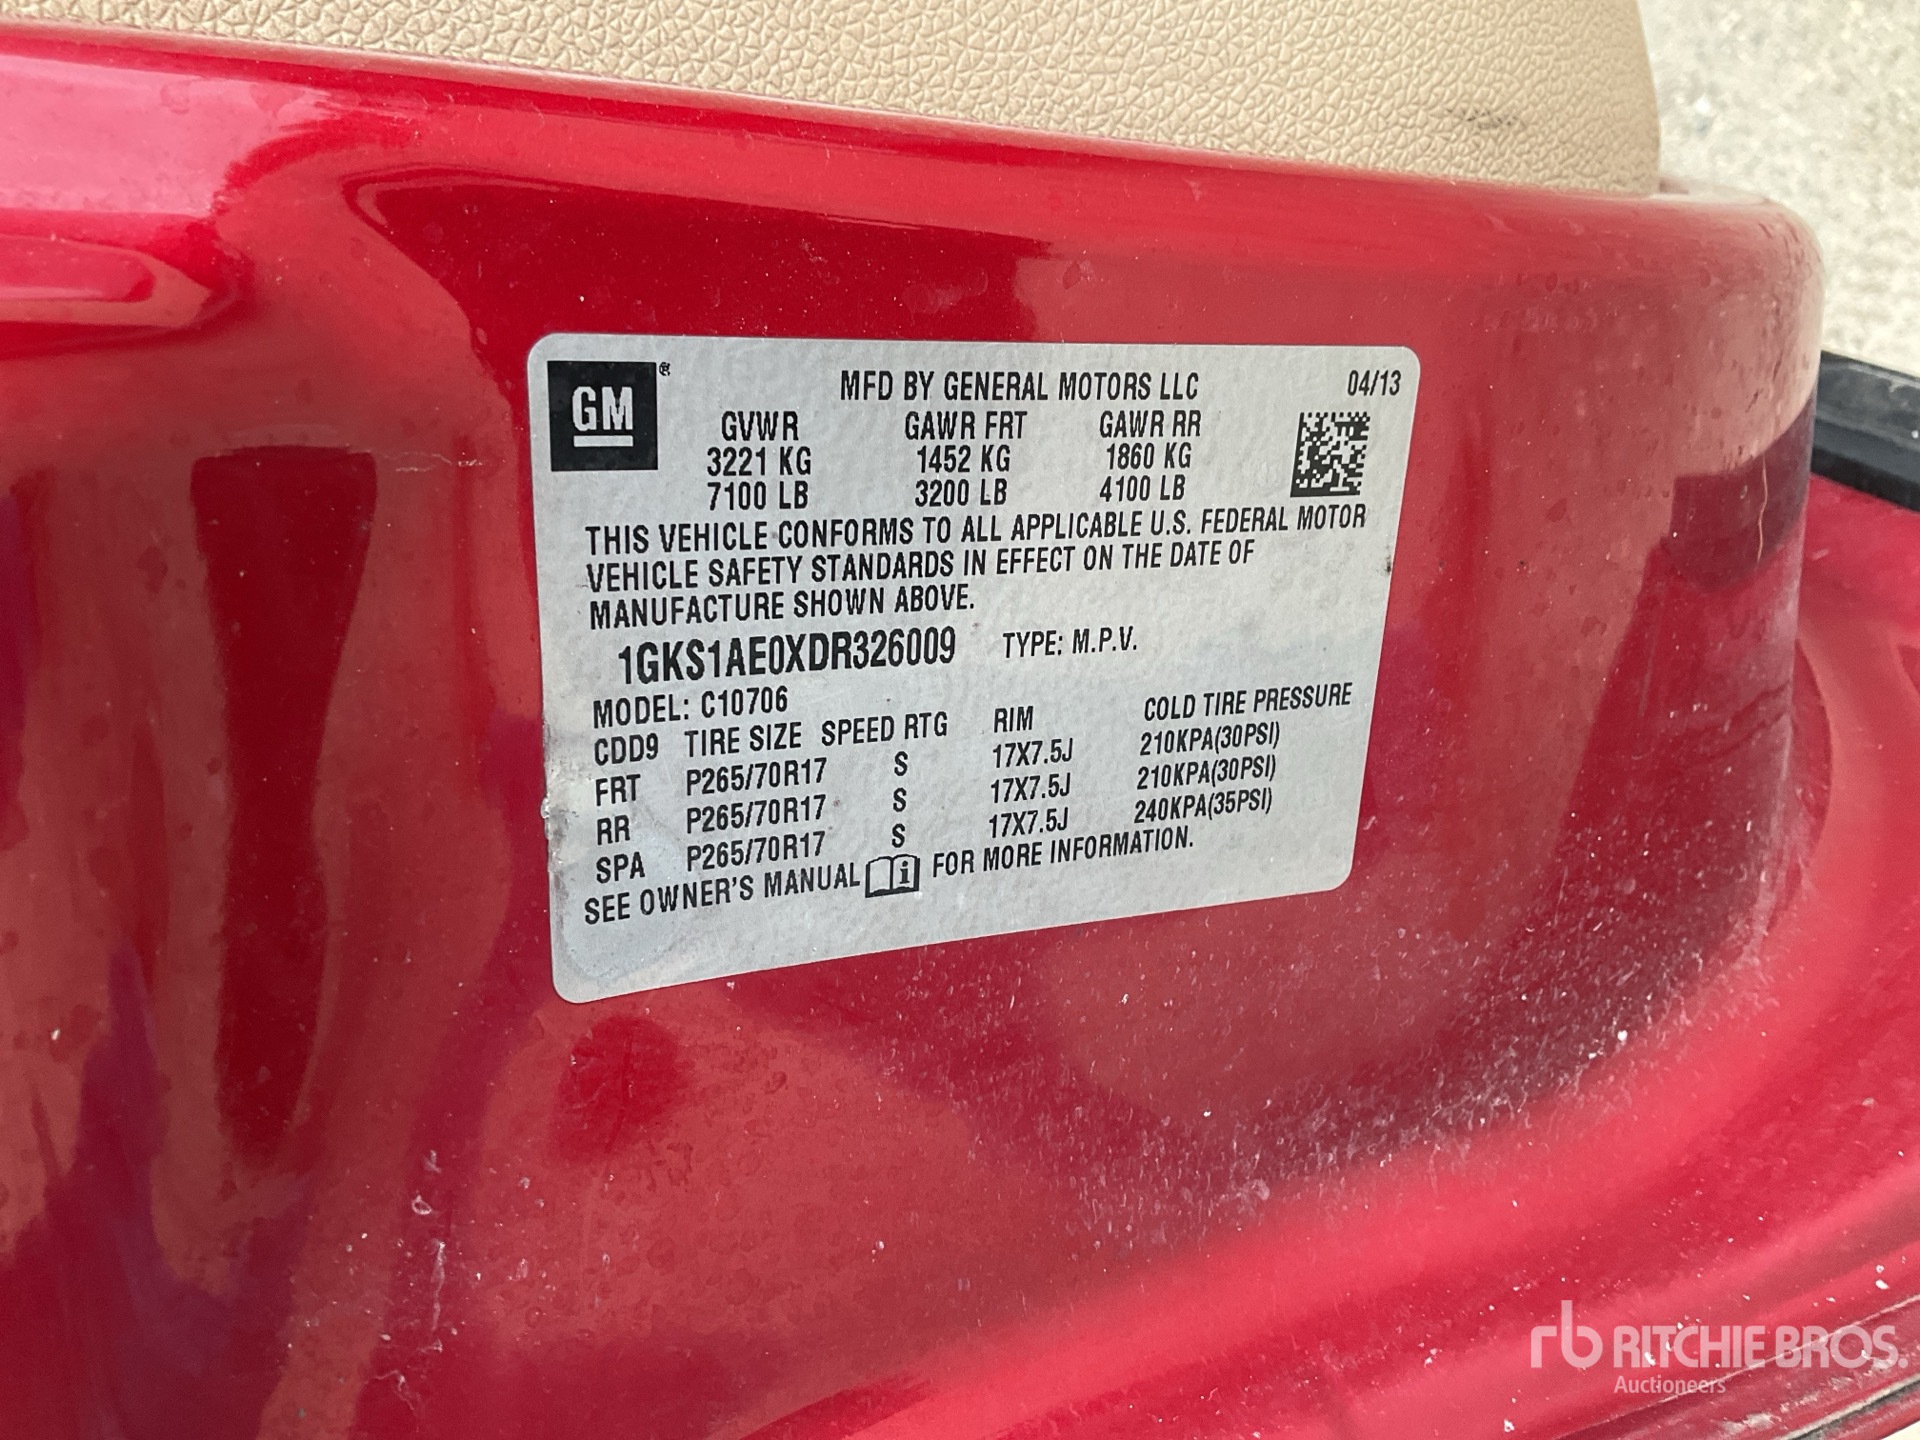 GM ® MFD BY GENERAL MOTORS LLC 04/13
GVWR GAWR FRT GAWR RR
3221 KG 1452 KG 1860 KG
7100 LB 3200 LB 4100 LB
THIS VEHICLE CONFORMS TO ALL APPLICABLE U.S. FEDERAL MOTOR
VEHICLE SAFETY STANDARDS IN EFFECT ON THE DATE OF
MANUFACTURE SHOWN ABOVE.
1GKS1AE0XDR326009 TYPE: M.P.V.
MODEL: C10706
CDD9 TIRE SIZE SPEED RTG RIM COLD TIRE PRESSURE
FRT P265/70R17 S 17X7.5J 210KPA(30PSI)
RR P265/70R17 S 17X7.5J 210KPA(30PSI)
SPA P265/70R17 S 17X7.5J 240KPA(35PSI)
SEE OWNER'S MANUAL i FOR MORE INFORMATION.
rb RITCHIE BROS.
Auctioneers